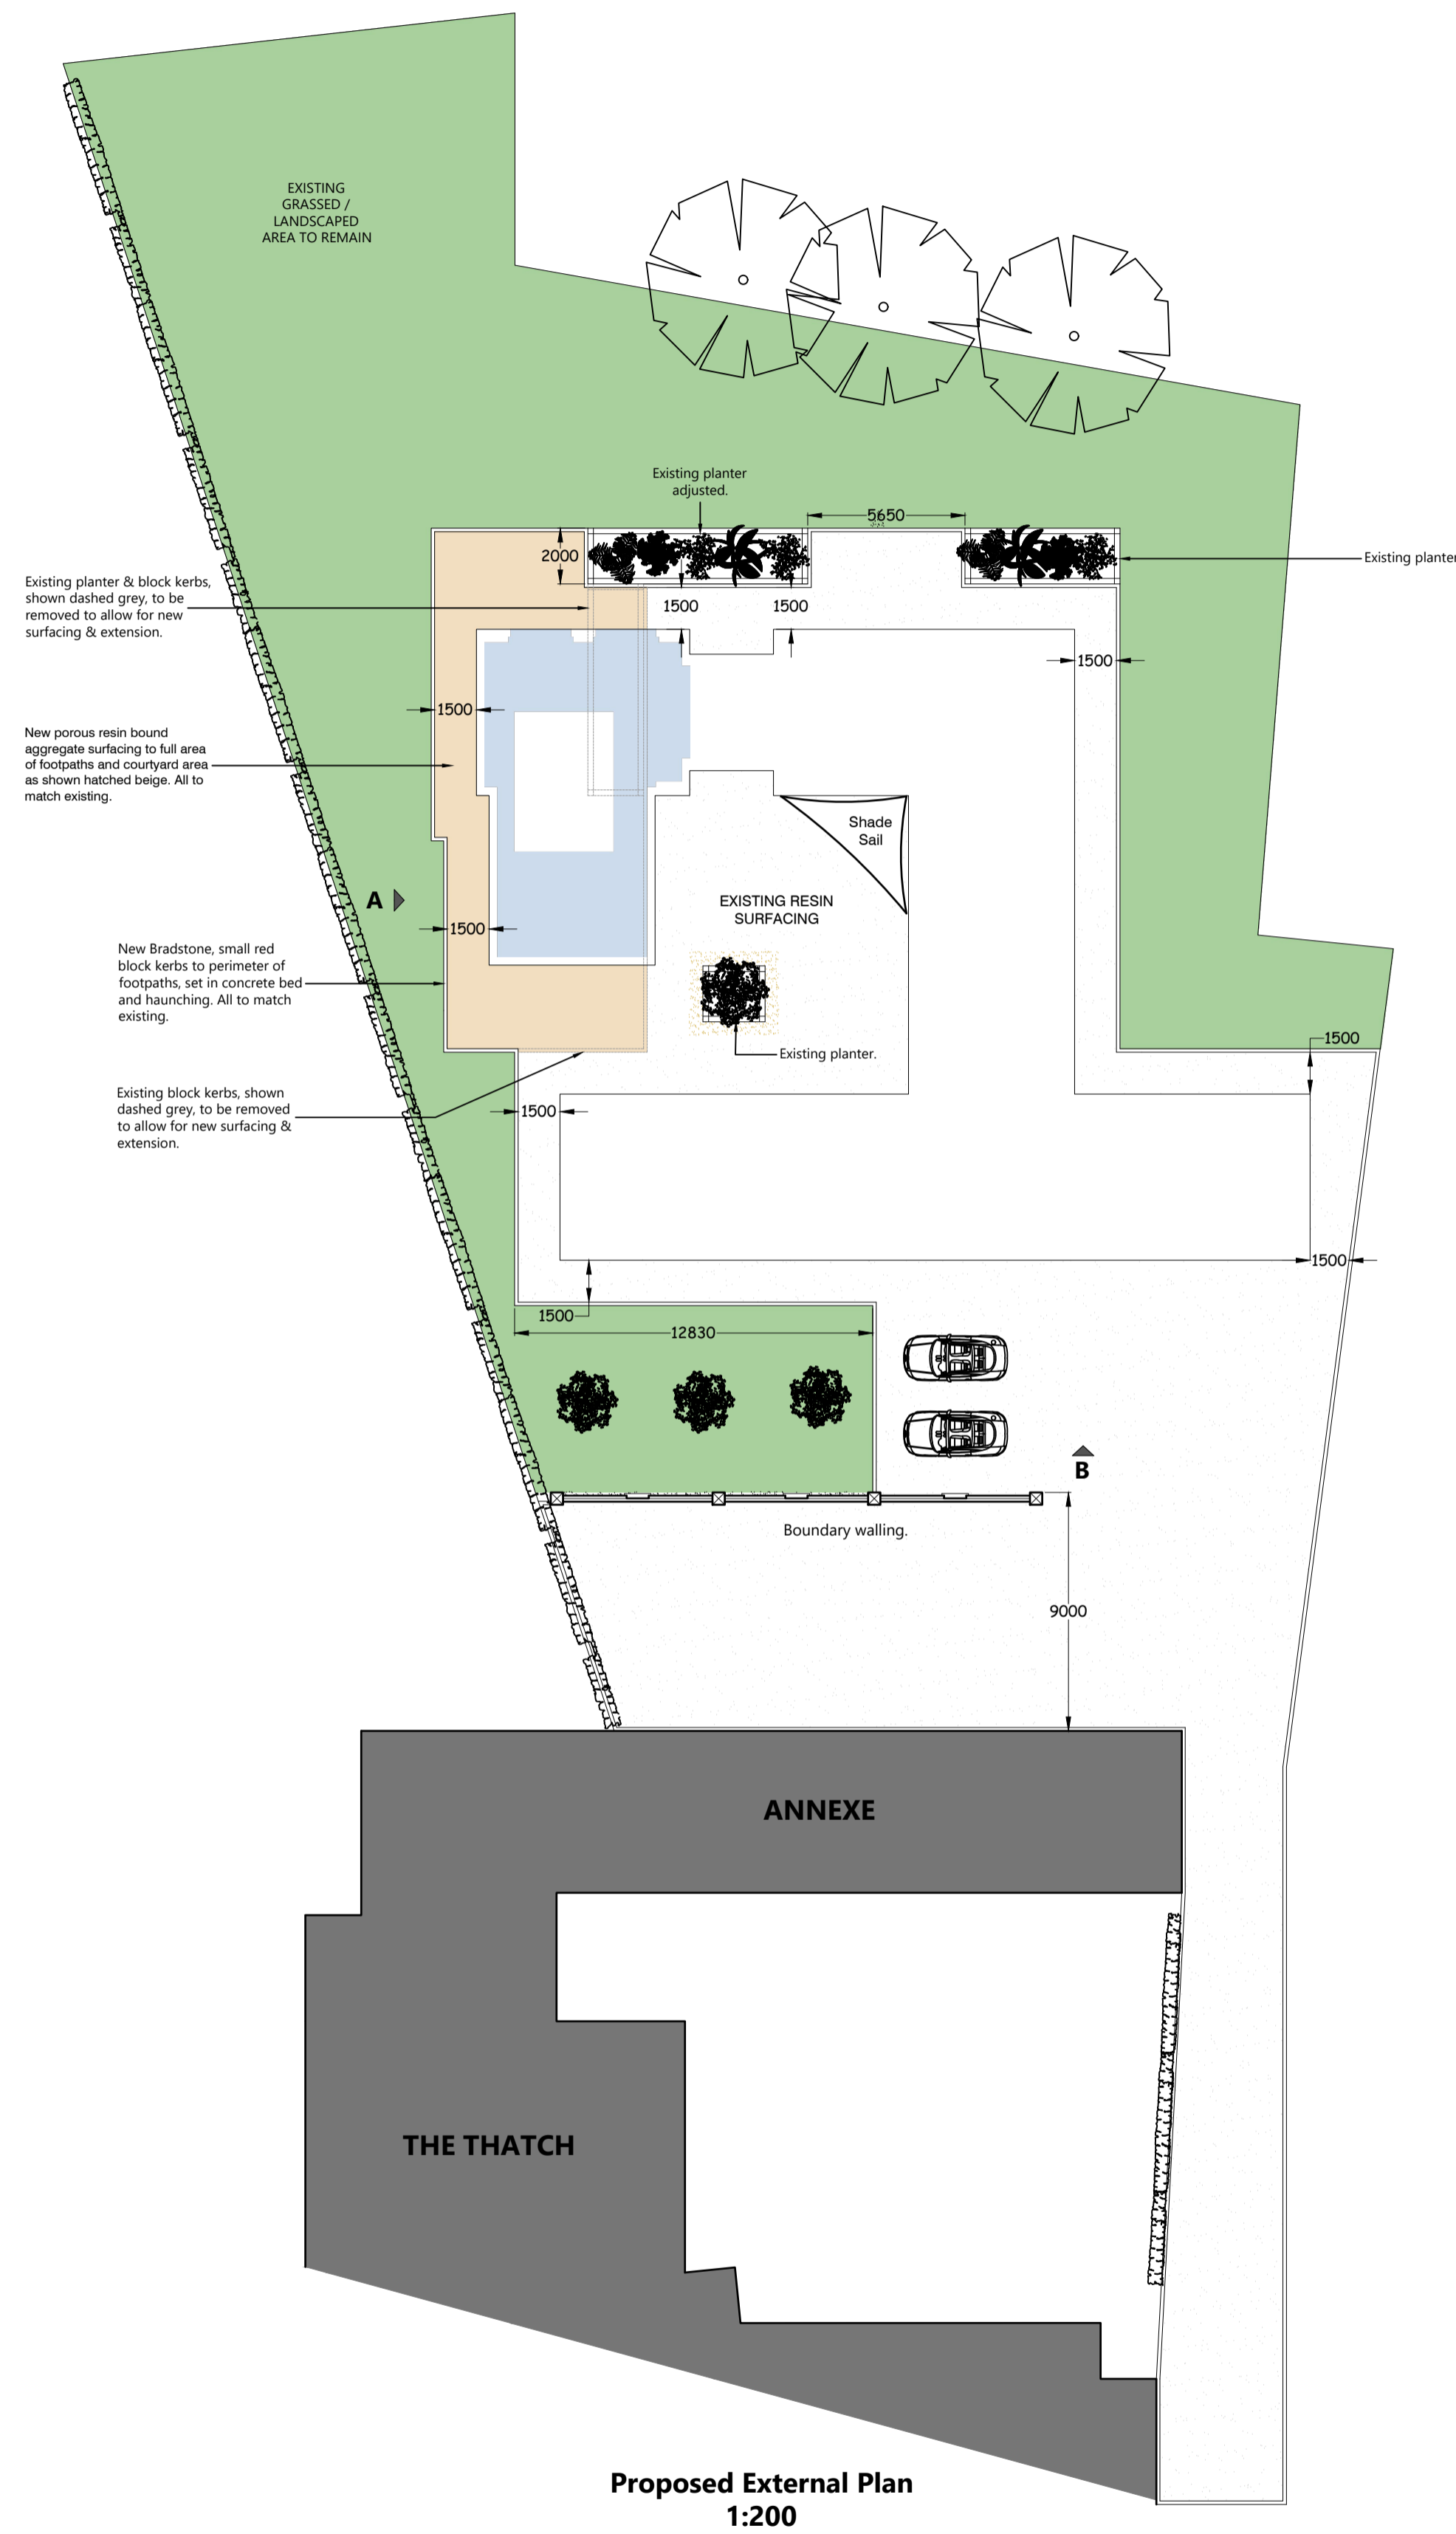 EXISTING
GRASSED /
LANDSCAPED
AREA TO REMAIN
Existing planter
adjusted.
5650
2000
Existing planter
Existing planter & block kerbs,
shown dashed grey, to be
removed to allow for new
surfacing & extension.
1500
1500
1500
1500
New porous resin bound
aggregate surfacing to full area
of footpaths and courtyard area
as shown hatched beige. All to
match existing.
Shade
Sail
A
EXISTING RESIN
SURFACING
1500
New Bradstone, small red
block kerbs to perimeter of
footpaths, set in concrete bed
and haunching. All to match
existing.
Existing planter.
1500
Existing block kerbs, shown
dashed grey, to be removed
to allow for new surfacing &
extension.
1500
1500
1500
12830
B
Boundary walling.
9000
ANNEXE
THE THATCH
Proposed External Plan
1:200